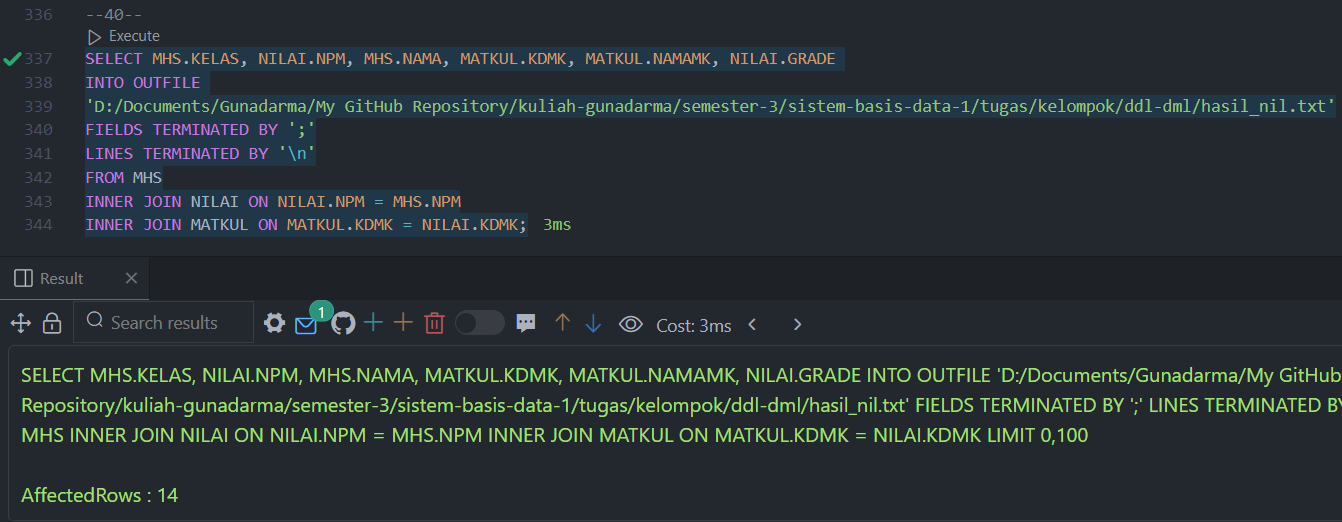 336 --40--
Execute
337 SELECT MHS.KELAS, NILAI.NPM, MHS.NAMA, MATKUL.KDMK, MATKUL.NAMAMK, NILAI.GRADE
338 INTO OUTFILE
339 'D:/Documents/Gunadarma/My GitHub Repository/kuliah-gunadarma/semester-3/sistem-basis-data-1/tugas/kelompok/ddl-dml/hasil_nil.txt'
340 FIELDS TERMINATED BY ';'
341 LINES TERMINATED BY '\n'
342 FROM MHS
343 INNER JOIN NILAI ON NILAI.NPM = MHS.NPM
344 INNER JOIN MATKUL ON MATKUL.KDMK = NILAI.KDMK; 3ms
Result
Search results 1 Cost: 3ms
SELECT MHS.KELAS, NILAI.NPM, MHS.NAMA, MATKUL.KDMK, MATKUL.NAMAMK, NILAI.GRADE INTO OUTFILE 'D:/Documents/Gunadarma/My GitHub
Repository/kuliah-gunadarma/semester-3/sistem-basis-data-1/tugas/kelompok/ddl-dml/hasil_nil.txt' FIELDS TERMINATED BY ';' LINES TERMINATED BY
MHS INNER JOIN NILAI ON NILAI.NPM = MHS.NPM INNER JOIN MATKUL ON MATKUL.KDMK = NILAI.KDMK LIMIT 0,100
AffectedRows : 14